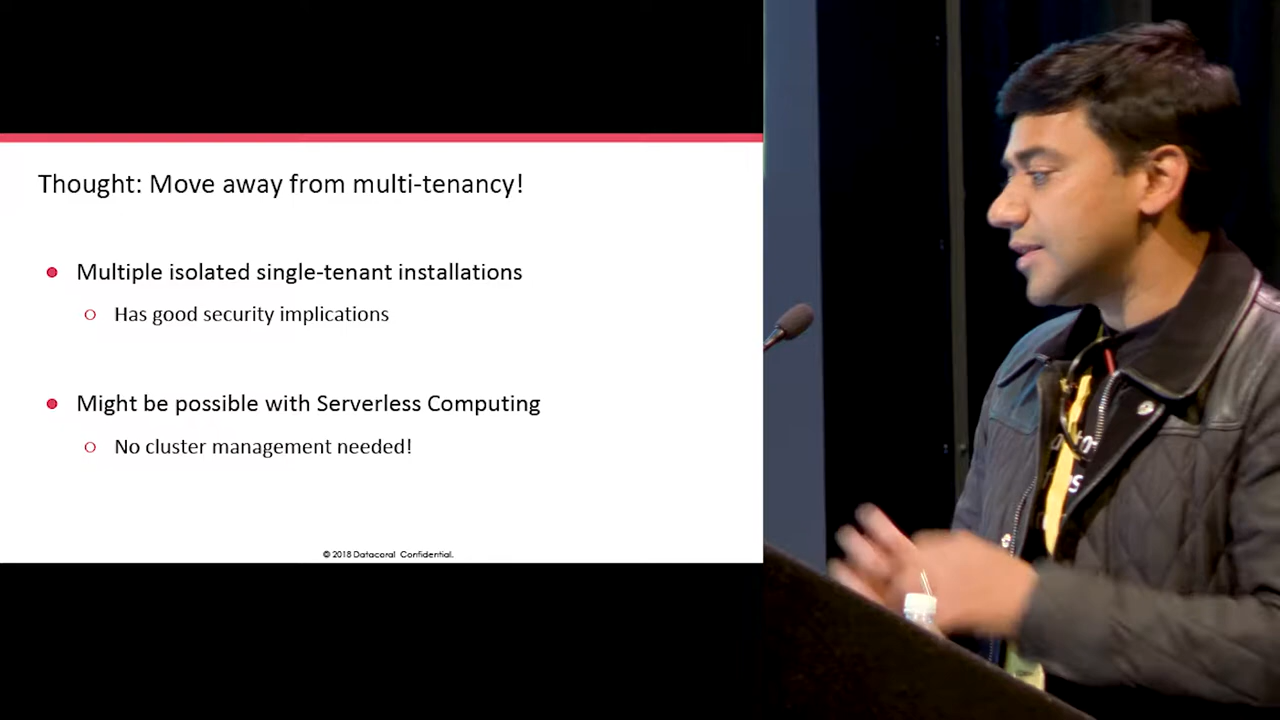 Thought: Move away from multi-tenancy!
Multiple isolated single-tenant installations
Has good security implications
Might be possible with Serverless Computing
No cluster management needed!
© 2018 Datacoral Confidential.